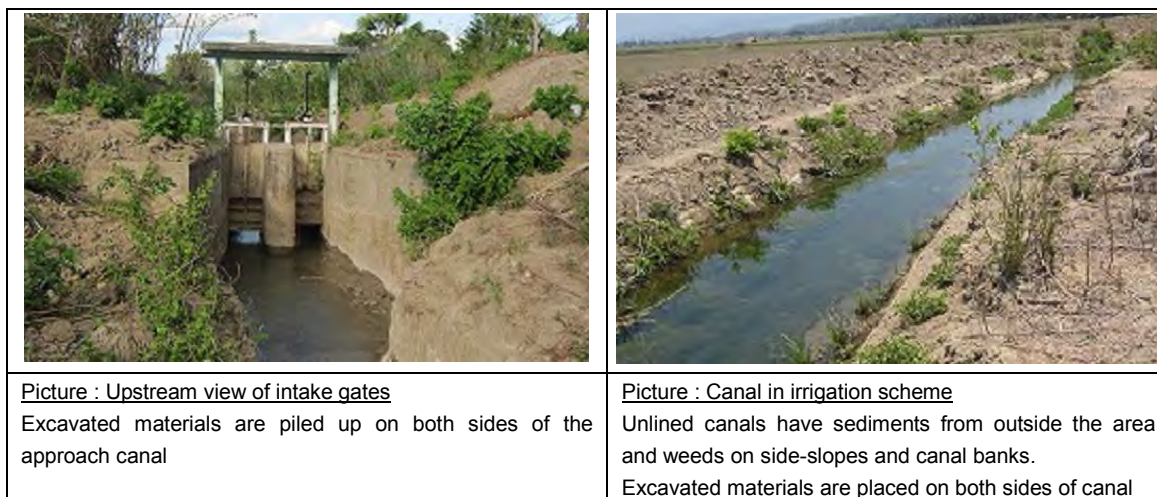 Picture : Upstream view of intake gates
Excavated materials are piled up on both sides of the
approach canal
Picture : Canal in irrigation scheme
Unlined canals have sediments from outside the area
and weeds on side-slopes and canal banks.
Excavated materials are placed on both sides of canal